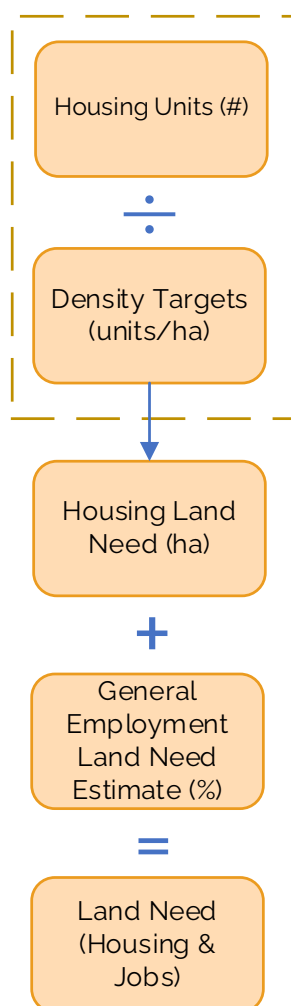 Housing Units (#)
÷
Density Targets
(units/ha)
Housing Land
Need (ha)
+
General
Employment
Land Need
Estimate (%)
=
Land Need
(Housing &
Jobs)